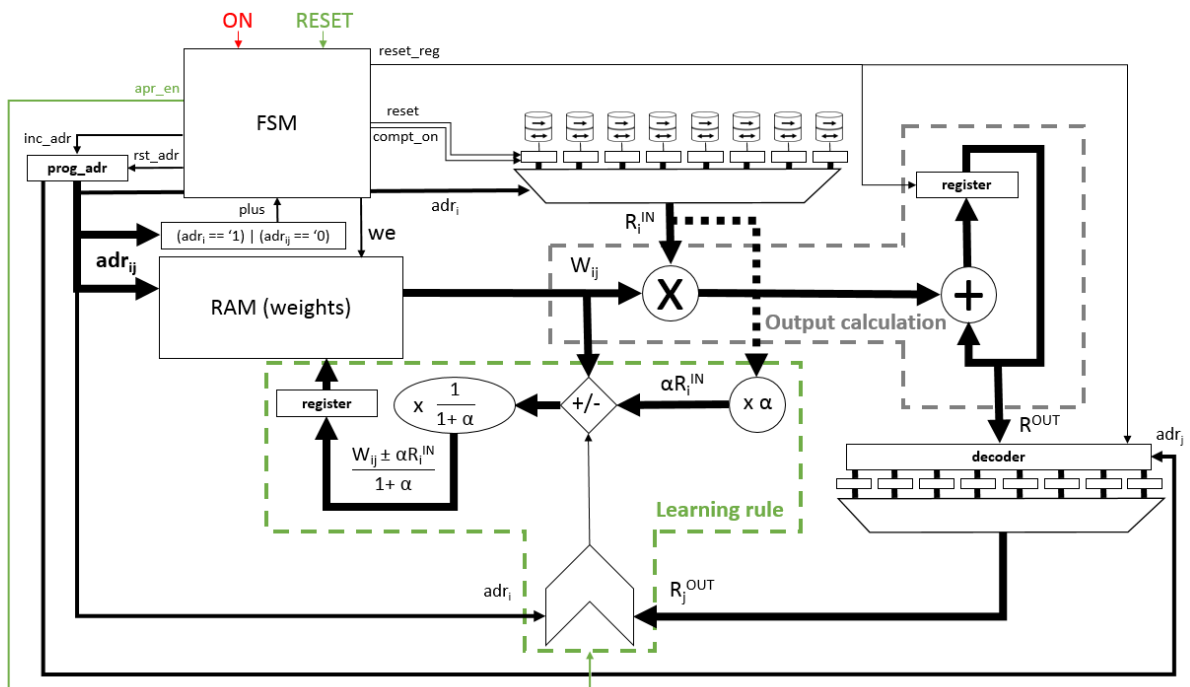 ON
RESET
reset_reg
apr_en
FSM
reset
compt_on
inc_adr
rst_adr
prog_adr
adrᵢ
plus
we
(adrᵢ == ‘1) | (adrᵢⱼ == ‘0)
adrᵢⱼ
RAM (weights)
Rᵢᴵᴺ
Wᵢⱼ
X
register
+
Output calculation
register
x 1/(1+ α)
+/-
αRᵢᴵᴺ
x α
Wᵢⱼ ± αRᵢᴵᴺ
1+ α
Learning rule
Rᴼᵁᵀ
adrⱼ
decoder
adrᵢ
Rⱼᴼᵁᵀ